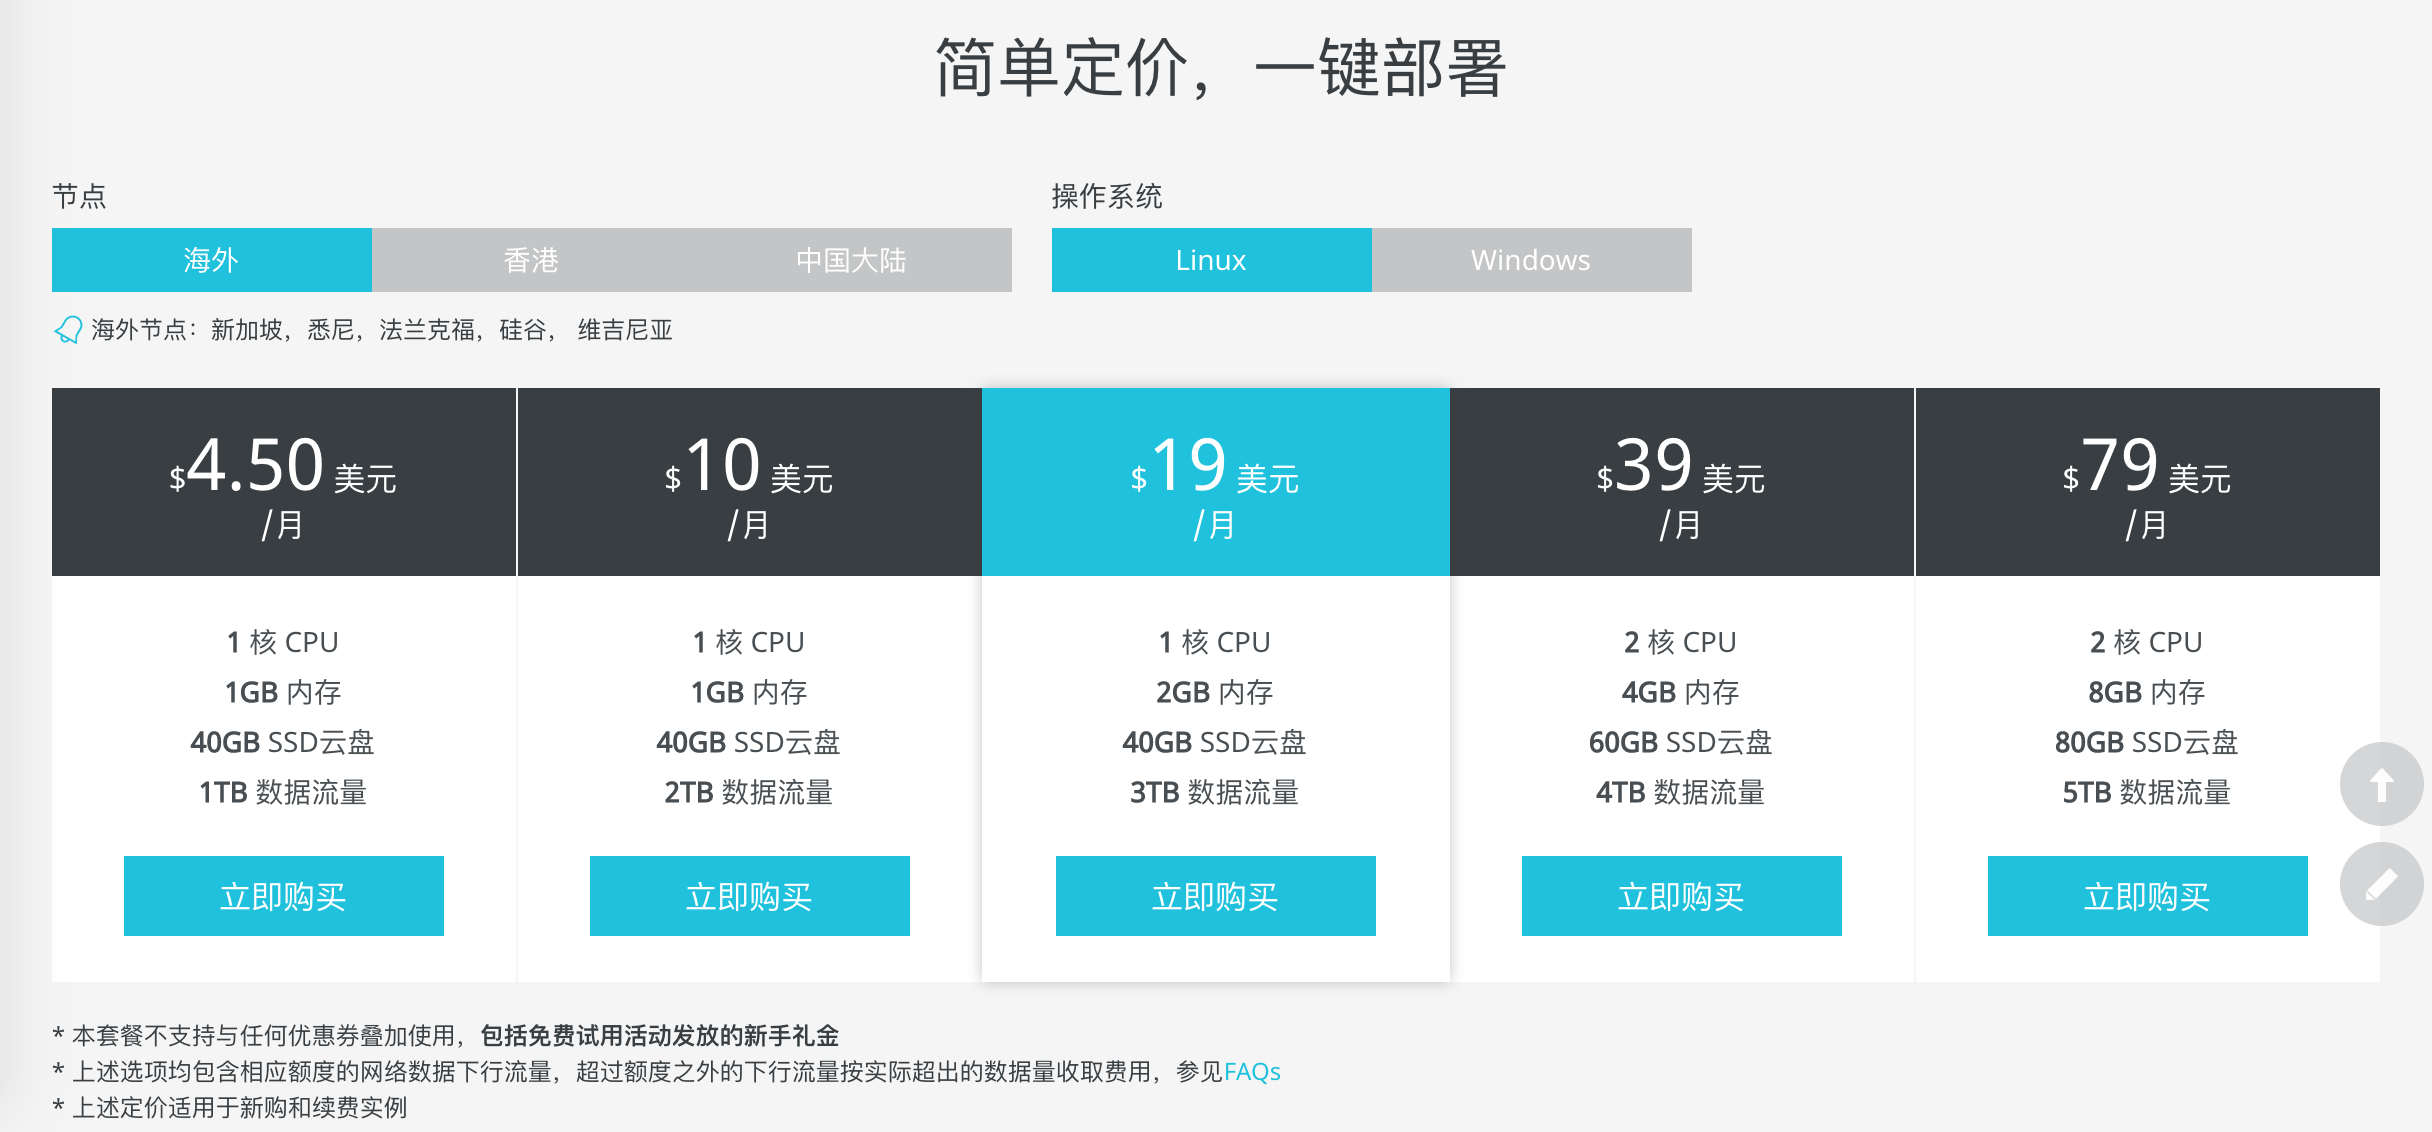 简单定价，一键部署
节点
海外 香港 中国大陆
操作系统
Linux Windows
海外节点：新加坡，悉尼，法兰克福，硅谷， 维吉尼亚
$4.50 美元
/月
1 核 CPU
1GB 内存
40GB SSD云盘
1TB 数据流量
立即购买
$10 美元
/月
1 核 CPU
1GB 内存
40GB SSD云盘
2TB 数据流量
立即购买
$19 美元
/月
1 核 CPU
2GB 内存
40GB SSD云盘
3TB 数据流量
立即购买
$39 美元
/月
2 核 CPU
4GB 内存
60GB SSD云盘
4TB 数据流量
立即购买
$79 美元
/月
2 核 CPU
8GB 内存
80GB SSD云盘
5TB 数据流量
立即购买
* 本套餐不支持与任何优惠券叠加使用，包括免费试用活动发放的新手礼金
* 上述选项均包含相应额度的网络数据下行流量，超过额度之外的下行流量按实际超出的数据量收取费用，参见FAQs
* 上述定价适用于新购和续费实例